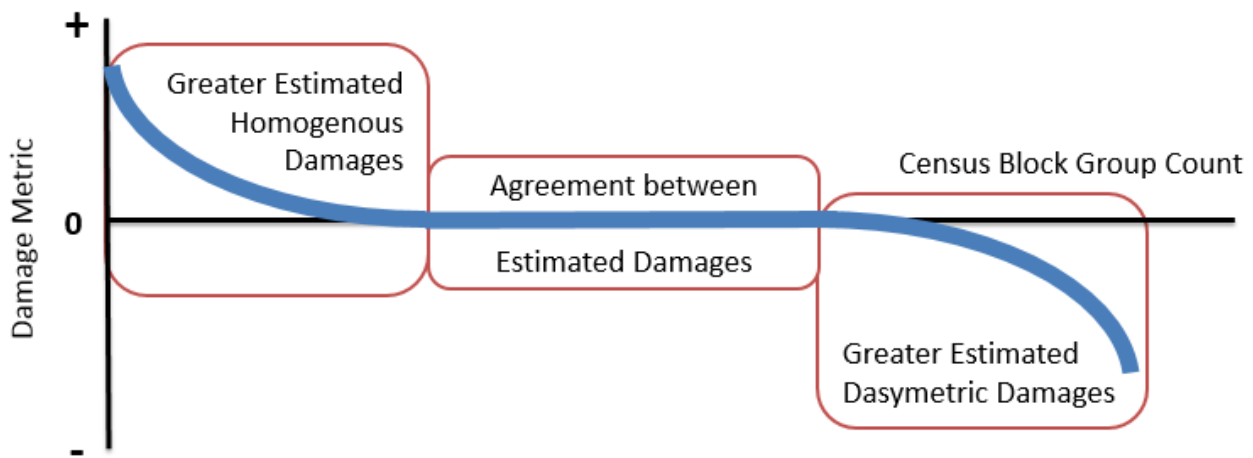 +
Greater Estimated
Homogenous
Damages
Agreement between
Census Block Group Count
Damage Metric
0
Estimated Damages
Greater Estimated
Dasymetric Damages
-